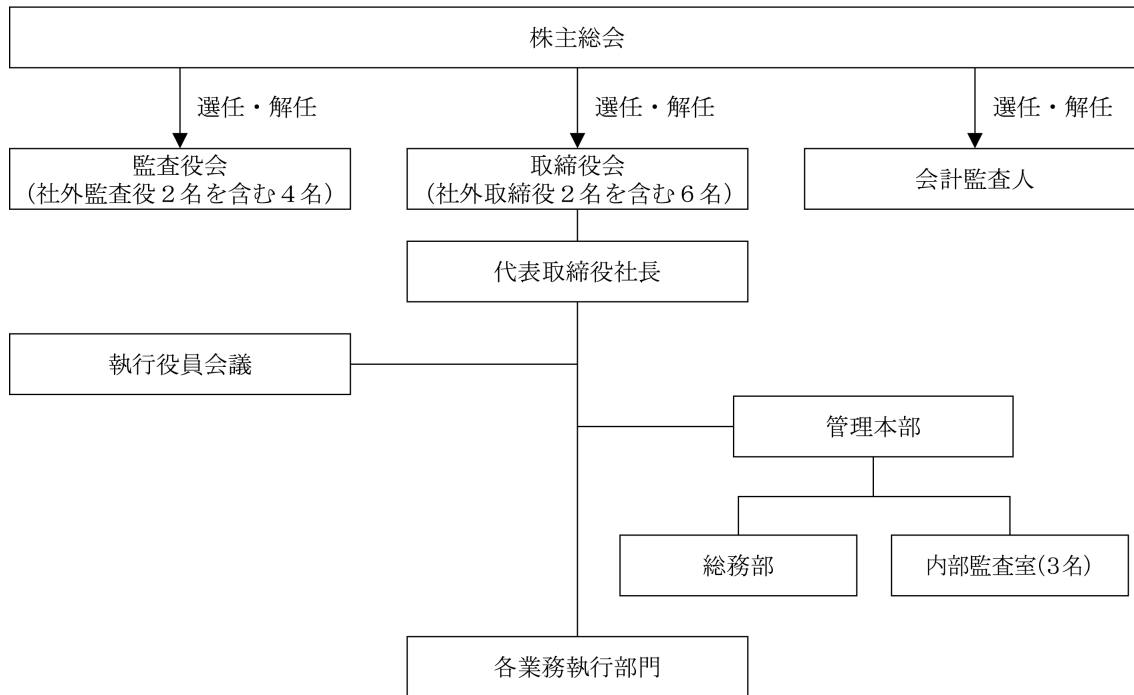 株主総会
選任・解任
選任・解任
選任・解任
監査役会
(社外監査役2名を含む4名)
取締役会
(社外取締役2名を含む6名)
会計監査人
代表取締役社長
執行役員会議
管理本部
総務部
内部監査室(3名)
各業務執行部門